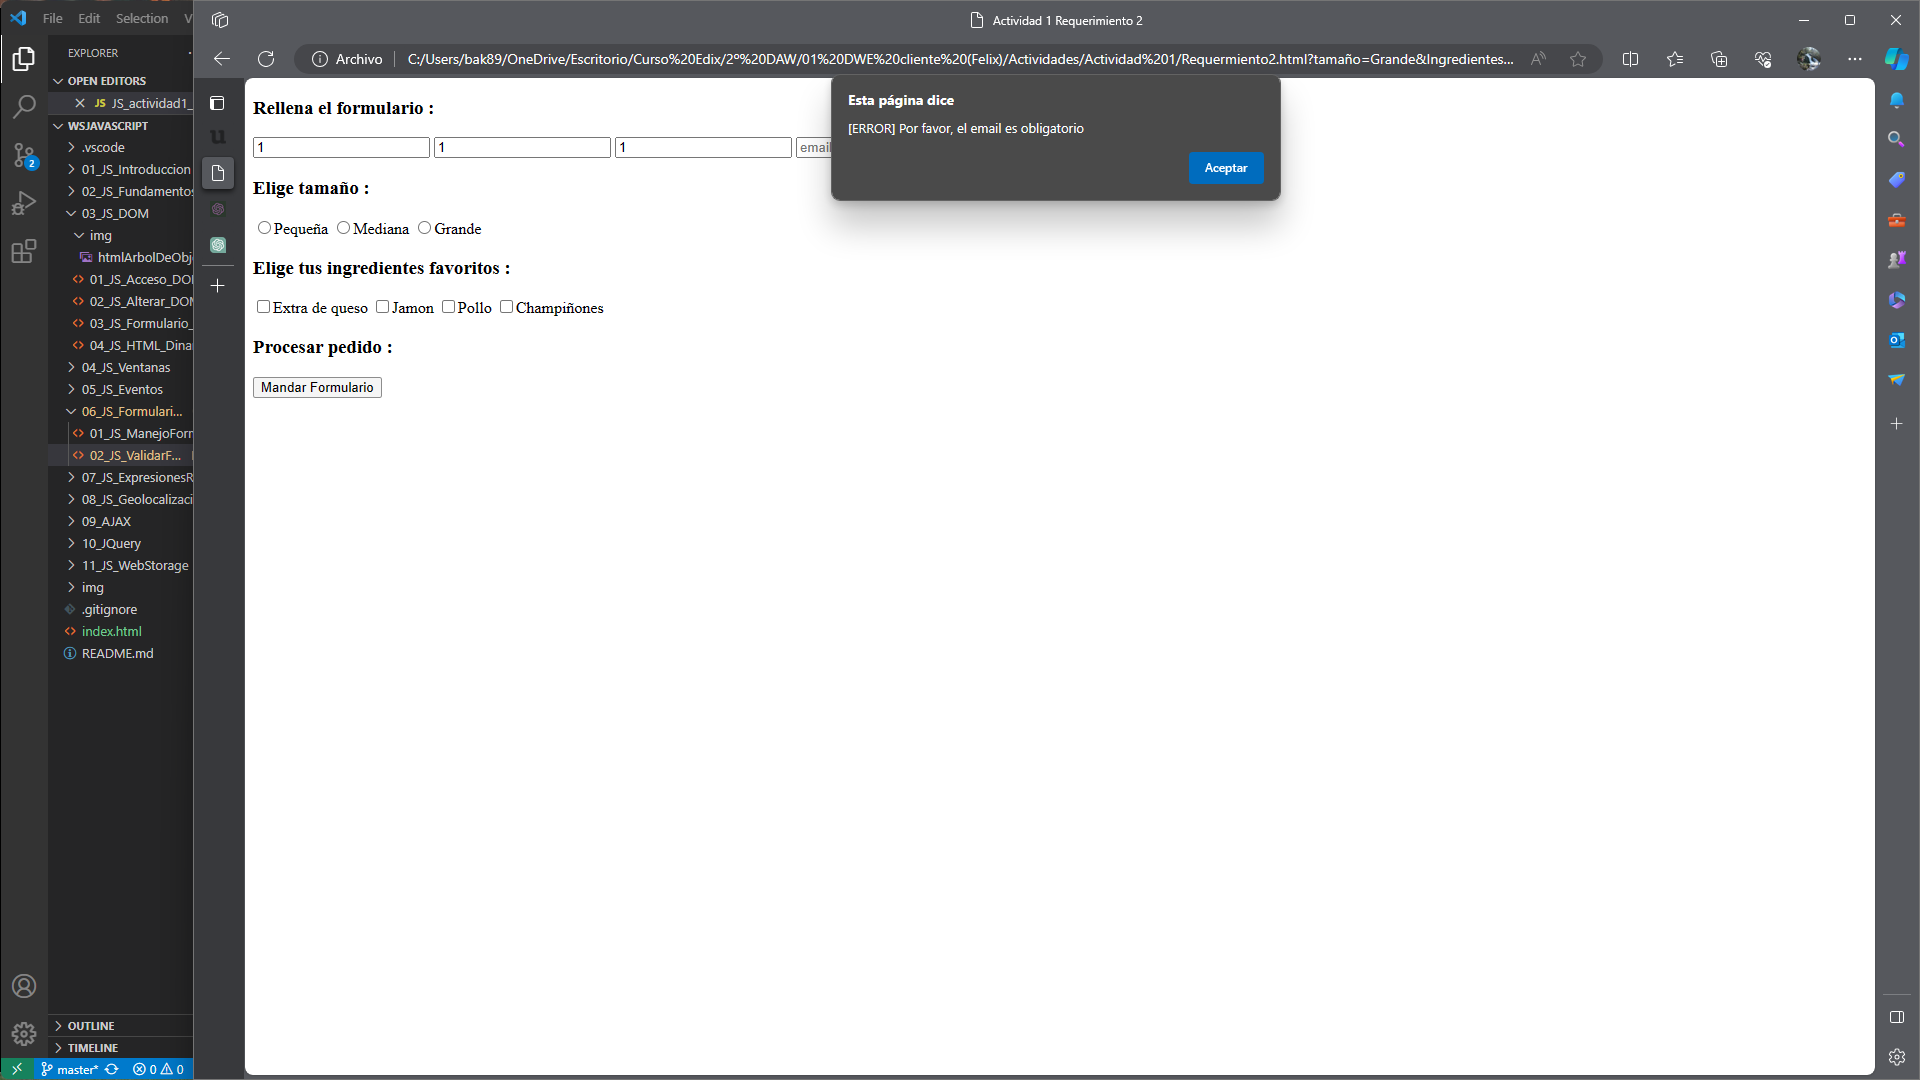 File Edit Selection V
Actividad 1 Requerimiento 2
Archivo C:/Users/bak89/OneDrive/Escritorio/Curso%20Edix/2º%20DAW/01%20DWE%20cliente%20(Felix)/Actividades/Actividad%201/Requermiento2.html?tamaño=Grande&Ingredientes...
EXPLORER
OPEN EDITORS
JS JS_actividad1_
WSJAVASCRIPT
.vscode
01_JS_Introduccion
02_JS_Fundamentos
03_JS_DOM
img
htmlArbolDeObj
01_JS_Acceso_DO
02_JS_Alterar_DOM
03_JS_Formulario_
04_JS_HTML_Dina
04_JS_Ventanas
05_JS_Eventos
06_JS_Formulari...
01_JS_ManejoForm
02_JS_ValidarF...
07_JS_ExpresionesR
08_JS_Geolocalizaci
09_AJAX
10_JQuery
11_JS_WebStorage
img
.gitignore
index.html
README.md
OUTLINE
TIMELINE
master* 0 0
2
Rellena el formulario :
1 1 1 email
Elige tamaño :
Pequeña Mediana Grande
Elige tus ingredientes favoritos :
Extra de queso Jamon Pollo Champiñones
Procesar pedido :
Mandar Formulario
Esta página dice
[ERROR] Por favor, el email es obligatorio
Aceptar